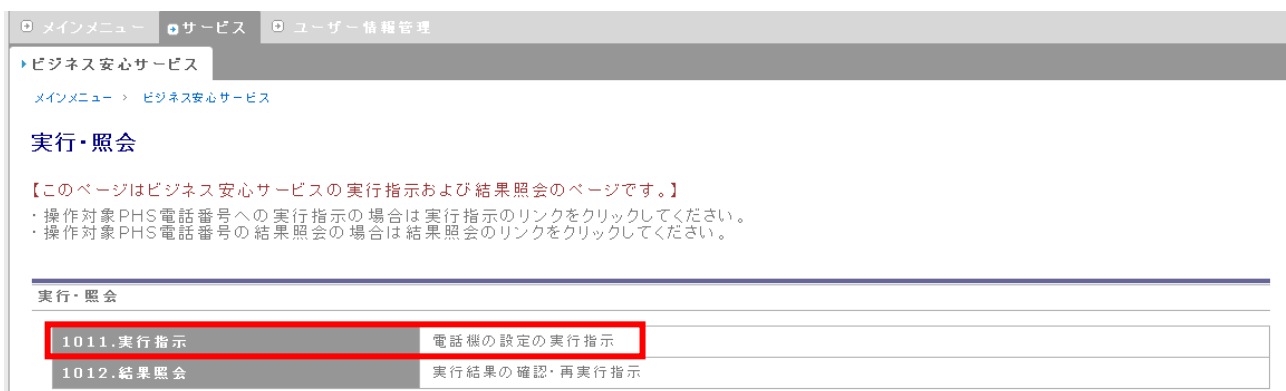 メインメニュー サービス ユーザー情報管理
ビジネス安心サービス
メインメニュー > ビジネス安心サービス
実行・照会
【このページはビジネス安心サービスの実行指示および結果照会のページです。】
・操作対象PHS電話番号への実行指示の場合は実行指示のリンクをクリックしてください。
・操作対象PHS電話番号の結果照会の場合は結果照会のリンクをクリックしてください。
実行・照会
1011.実行指示 電話機の設定の実行指示
1012.結果照会 実行結果の確認・再実行指示